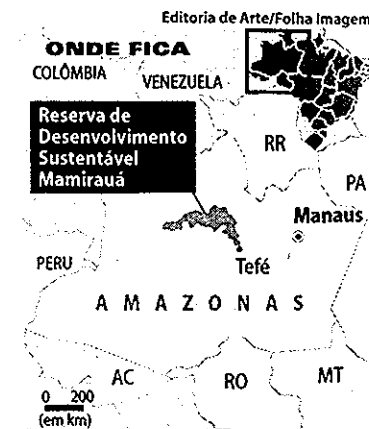 Editoria de Arte/Folha Imagem
ONDE FICA
COLÔMBIA
VENEZUELA
Reserva de
Desenvolvimento
Sustentável
Mamirauá
RR
PA
Manaus
PERU
Tefé
AMAZONAS
AC
RO
MT
0 200
(em km)